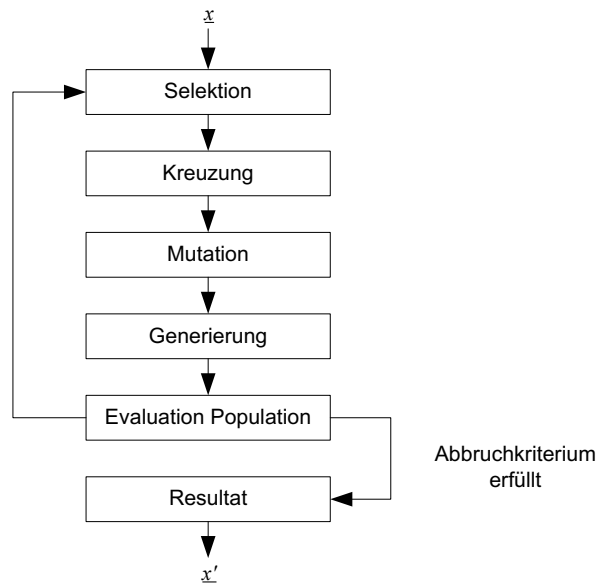 x
Selektion
Kreuzung
Mutation
Generierung
Evaluation Population
Abbruchkriterium
erfüllt
Resultat
x'